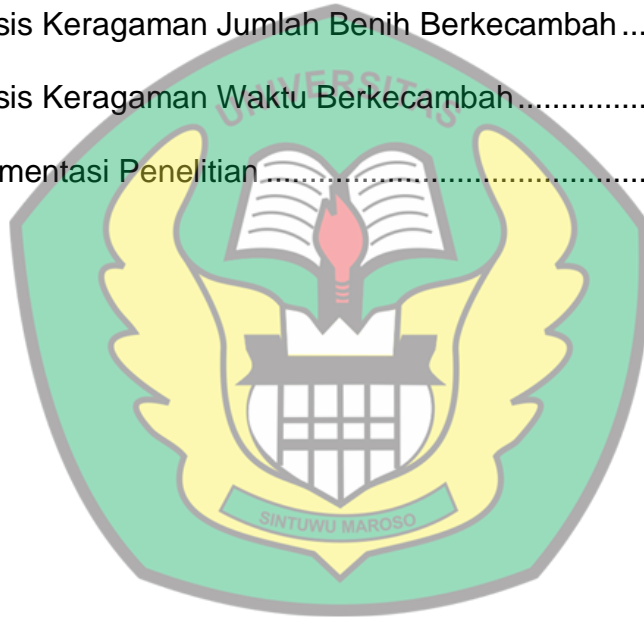 sis Keragaman Jumlah Benih Berkecambah ...
UNIVERSITAS
sis Keragaman Waktu Berkecambah ................
mentasi Penelitian .............................................
SINTUWU MAROSO